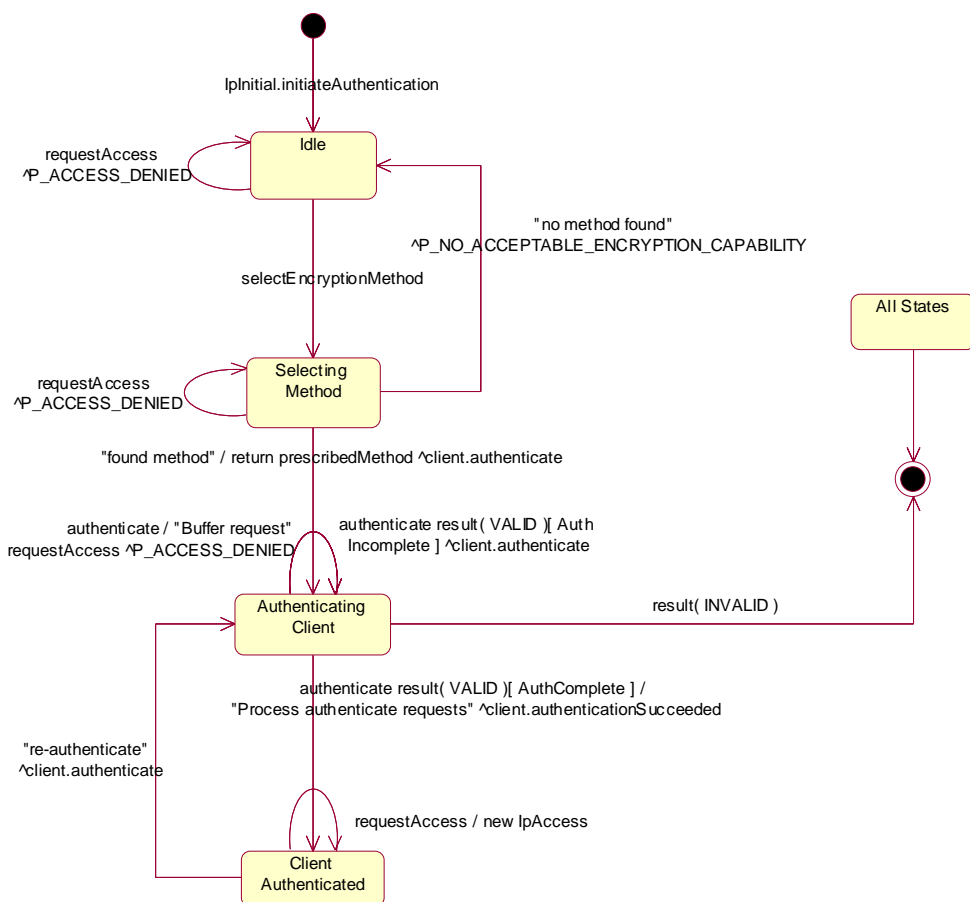 IpInitial.initiateAuthentication
Idle
requestAccess
^P_ACCESS_DENIED
"no method found"
^P_NO_ACCEPTABLE_ENCRYPTION_CAPABILITY
selectEncryptionMethod
All States
Selecting
Method
requestAccess
^P_ACCESS_DENIED
"found method" / return prescribedMethod ^client.authenticate
authenticate / "Buffer request"
requestAccess ^P_ACCESS_DENIED
authenticate result( VALID )[ Auth
Incomplete ] ^client.authenticate
Authenticating
Client
result( INVALID )
authenticate result( VALID )[ AuthComplete ] /
"Process authenticate requests" ^client.authenticationSucceeded
"re-authenticate"
^client.authenticate
requestAccess / new IpAccess
Client
Authenticated